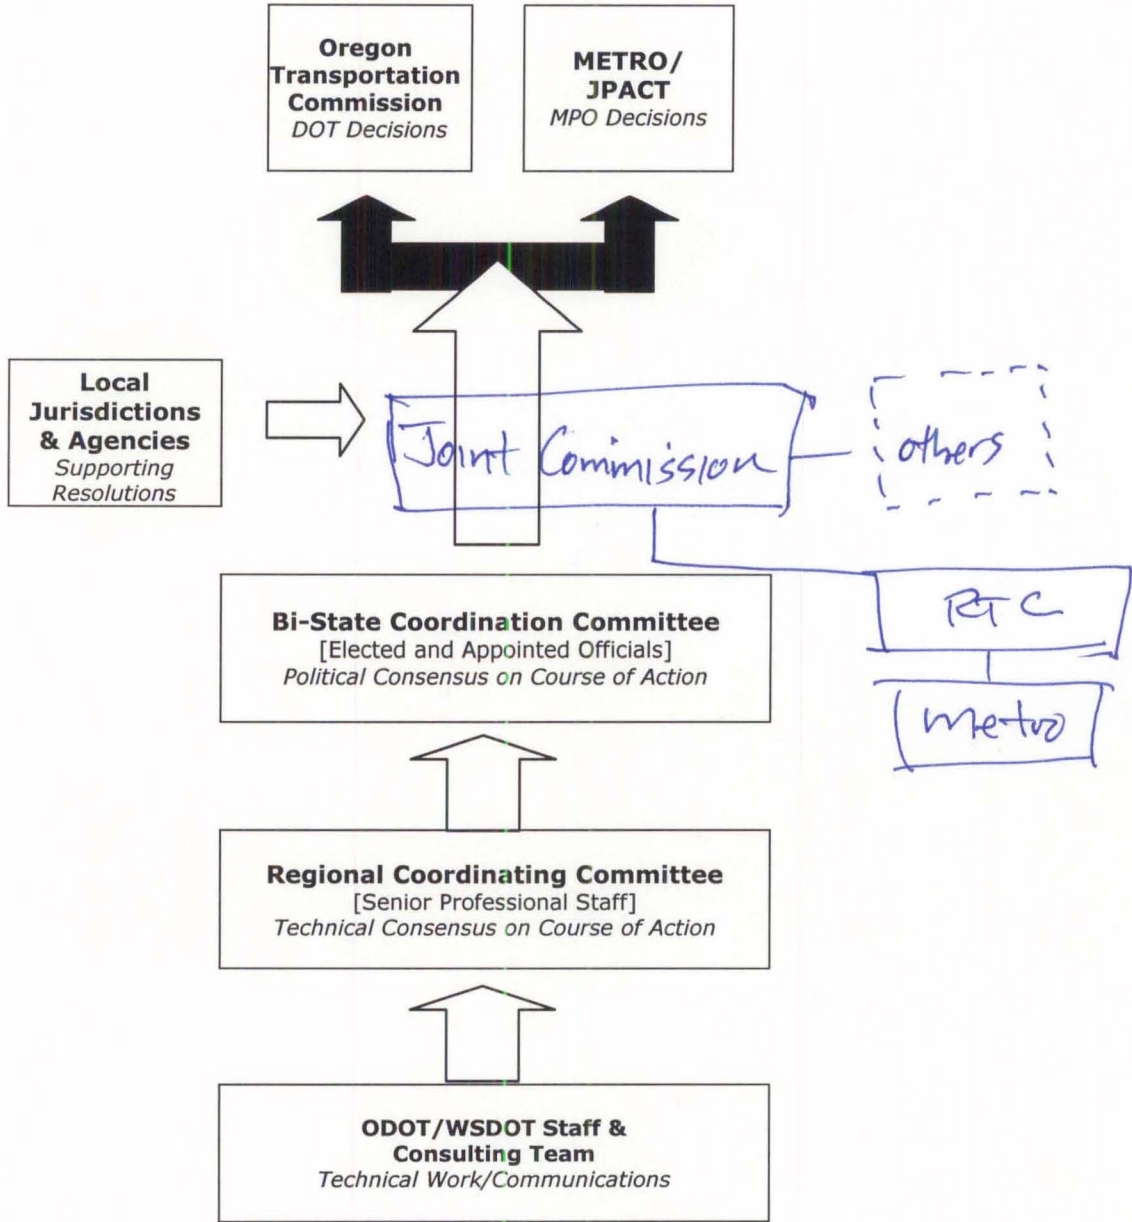 Oregon
Transportation
Commission
DOT Decisions
METRO/
JPACT
MPO Decisions
Local
Jurisdictions
& Agencies
Supporting
Resolutions
Joint Commission
others
RTC
Metro
Bi-State Coordination Committee
[Elected and Appointed Officials]
Political Consensus on Course of Action
Regional Coordinating Committee
[Senior Professional Staff]
Technical Consensus on Course of Action
ODOT/WSDOT Staff &
Consulting Team
Technical Work/Communications